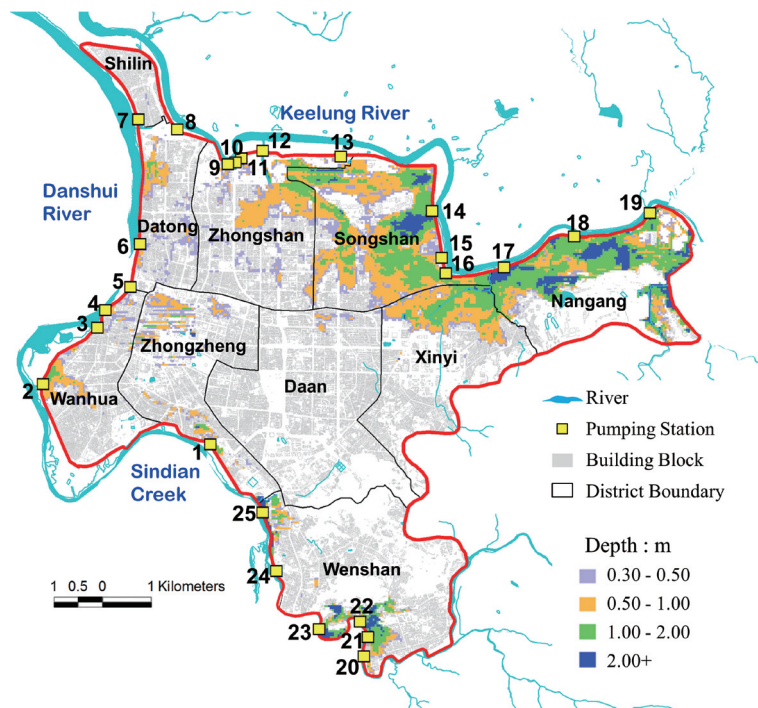 Shilin
7
8
Keelung River
10
12
13
9
11
19
Danshui
River
14
18
Datong
Zhongshan
Songshan
6
15
17
16
5
Nangang
4
3
Zhongzheng
Xinyi
Daan
2
Wanhua
River
1
Pumping Station
Sindian
Creek
Building Block
District Boundary
25
Depth : m
24
Wenshan
1 0.5 0 1 Kilometers
0.30 - 0.50
0.50 - 1.00
22
23
21
1.00 - 2.00
20
2.00+